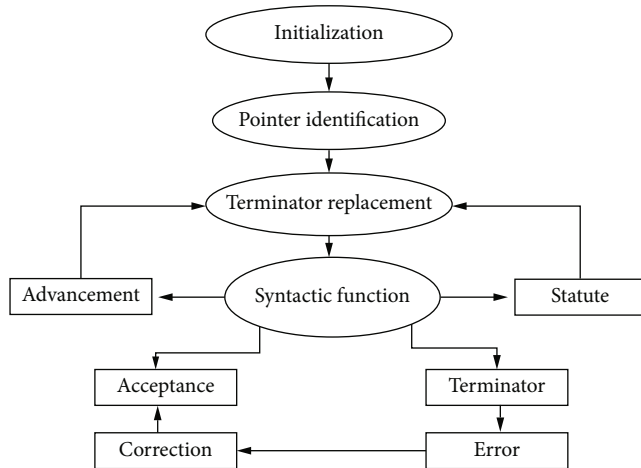 Initialization
Pointer identification
Terminator replacement
Advancement
Syntactic function
Statute
Acceptance
Terminator
Correction
Error